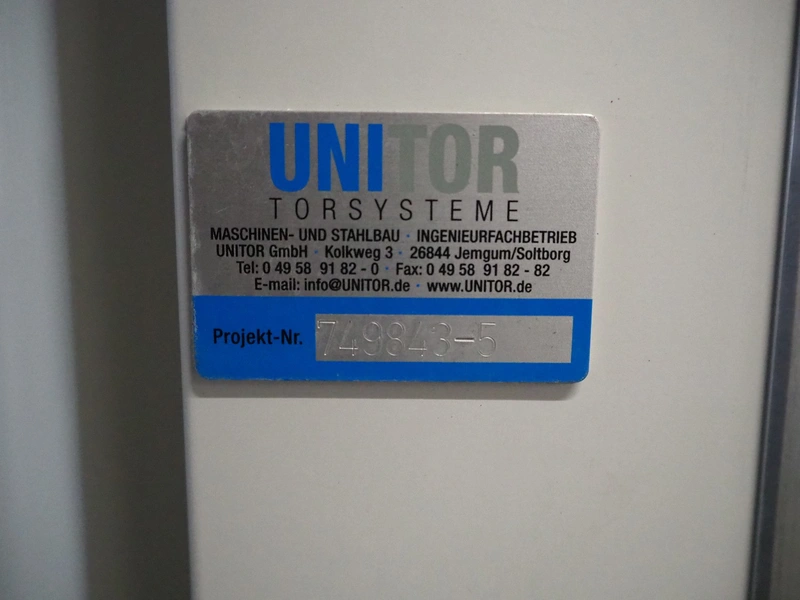 UNITOR
TORSYSTEME
MASCHINEN- UND STAHLBAU · INGENIEURFACHBETRIEB
UNITOR GmbH · Kolkweg 3 · 26844 Jemgum/Soltborg
Tel: 0 49 58 91 82 - 0 · Fax: 0 49 58 91 82 - 82
E-mail: info@UNITOR.de · www.UNITOR.de
Projekt-Nr. 749843-5